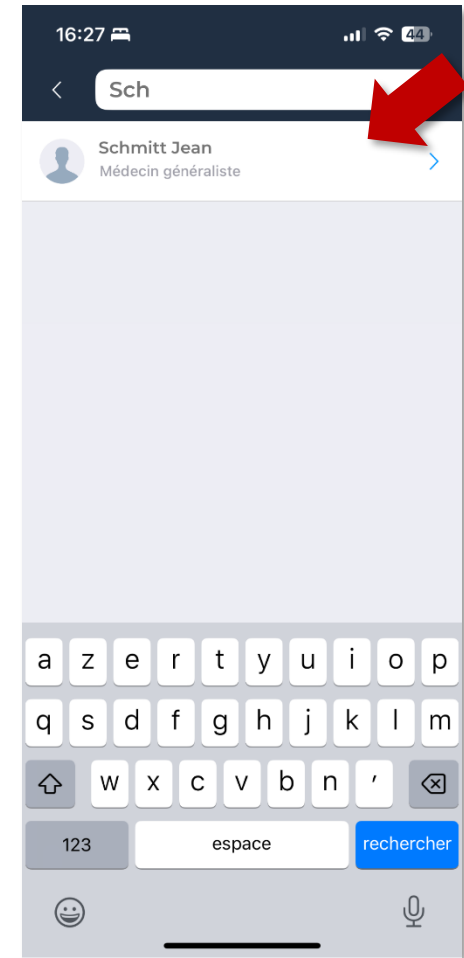 16:27
44
Sch
Schmitt Jean
Médecin généraliste
a z e r t y u i o p
q s d f g h j k l m
w x c v b n '
123 espace rechercher